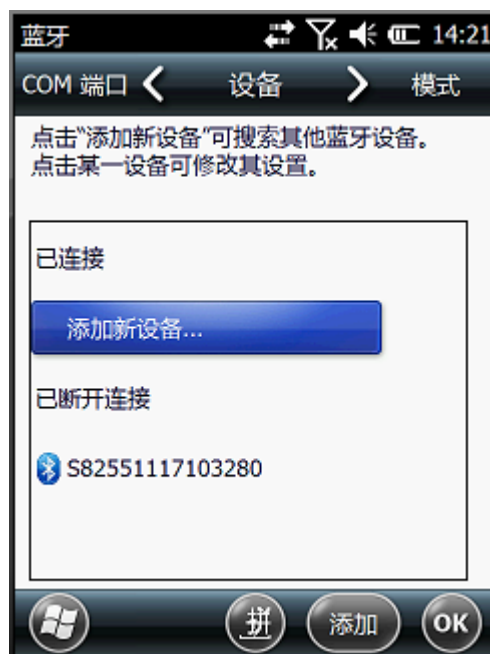 蓝牙 14:21
COM 端口 设备 模式
点击“添加新设备”可搜索其他蓝牙设备。
点击某一设备可修改其设置。
已连接
添加新设备...
已断开连接
S82551117103280
拼 添加 OK